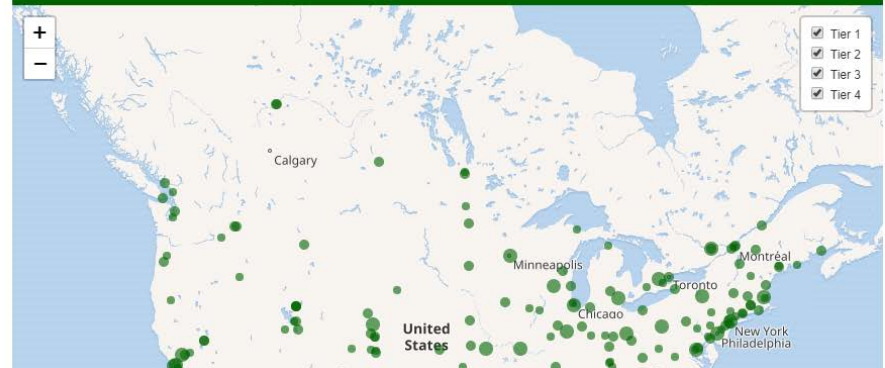 +
−
Tier 1
Tier 2
Tier 3
Tier 4
Calgary
Minneapolis
Montréal
Toronto
Chicago
United
States
New York
Philadelphia